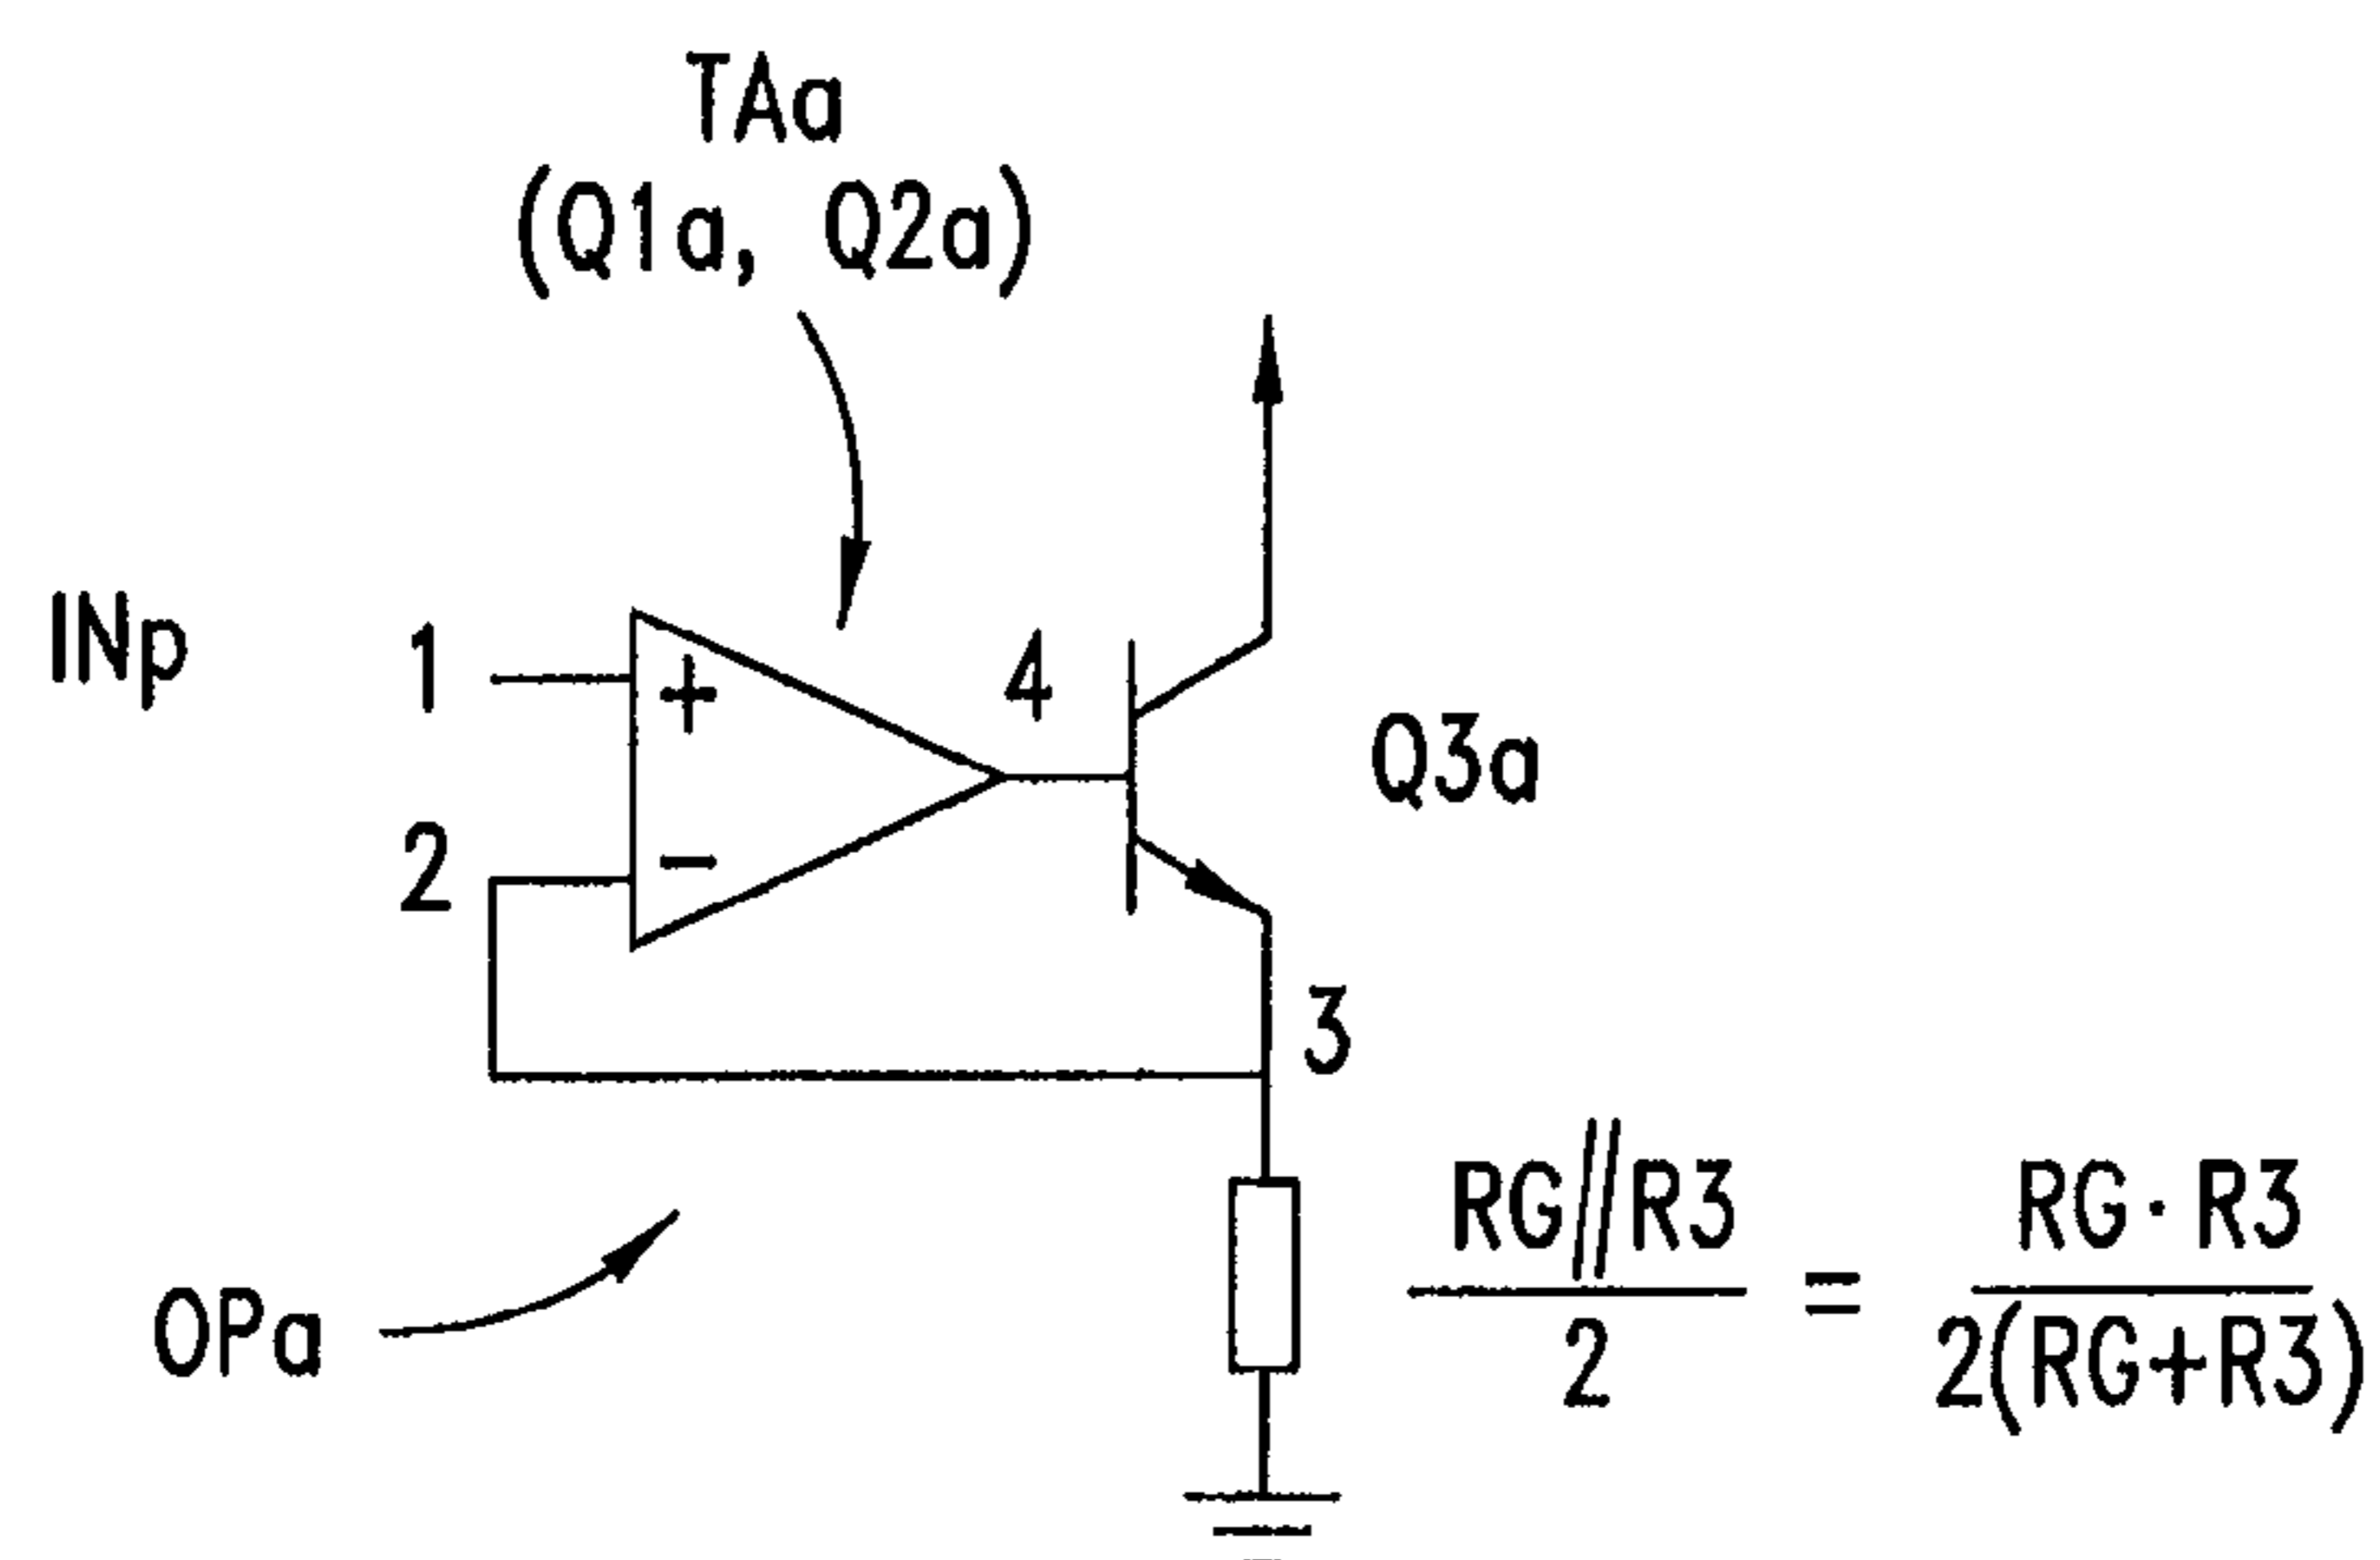 TAa
(Q1a, Q2a)
INp
1
+
4
Q3a
2
−
3
RG//R3
2
=
RG·R3
2(RG+R3)
OPa